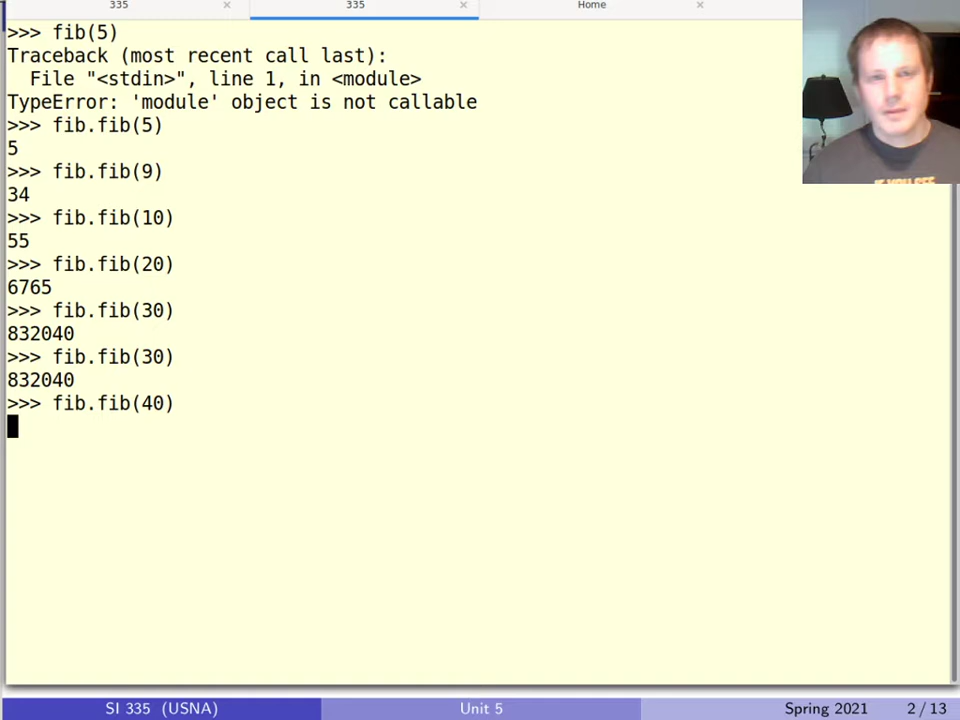 335 × 335 × Home ×
>>> fib(5)
Traceback (most recent call last):
  File "<stdin>", line 1, in <module>
TypeError: 'module' object is not callable
>>> fib.fib(5)
5
>>> fib.fib(9)
34
>>> fib.fib(10)
55
>>> fib.fib(20)
6765
>>> fib.fib(30)
832040
>>> fib.fib(30)
832040
>>> fib.fib(40)
SI 335 (USNA) Unit 5 Spring 2021 2 / 13